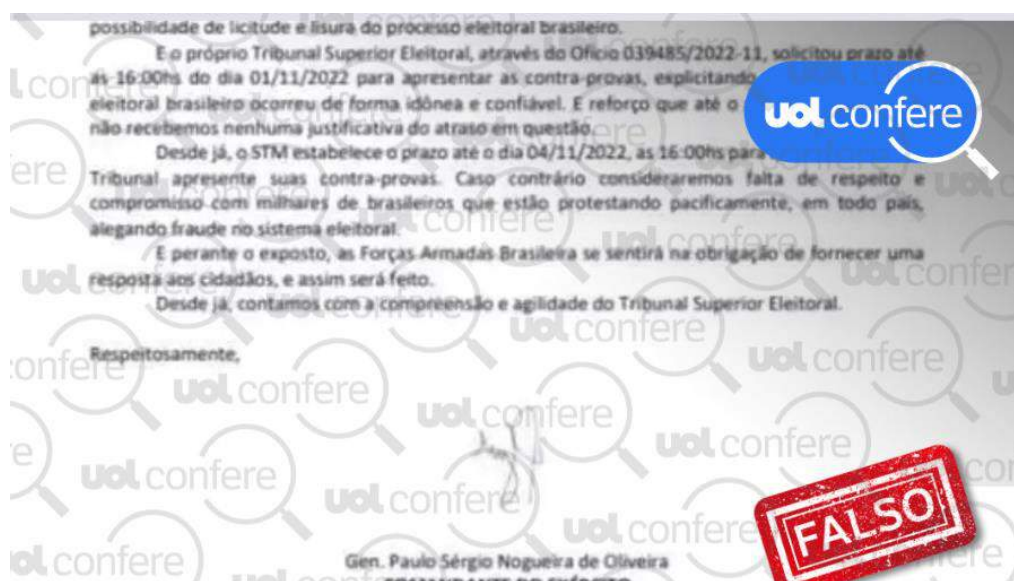 possibilidade de licitude e lisura do processo eleitoral brasileiro.
E o próprio Tribunal Superior Eleitoral, através do Ofício 039485/2022-11, solicitou prazo até
as 16:00hs do dia 01/11/2022 para apresentar as contra-provas, explicitando
eleitoral brasileiro ocorreu de forma idônea e confiável. E reforço que até o
não recebemos nenhuma justificativa do atraso em questão.
Desde já, o STM estabelece o prazo até o dia 04/11/2022, as 16:00hs para
Tribunal apresente suas contra-provas. Caso contrário consideraremos falta de respeito e
compromisso com milhares de brasileiros que estão protestando pacificamente, em todo país,
alegando fraude no sistema eleitoral.
E perante o exposto, as Forças Armadas Brasileira se sentirá na obrigação de fornecer uma
resposta aos cidadãos, e assim será feito.
Desde já, contamos com a compreensão e agilidade do Tribunal Superior Eleitoral.
Respeitosamente,
Gen. Paulo Sérgio Nogueira de Oliveira
COMANDANTE DO EXÉRCITO
uol confere
FALSO